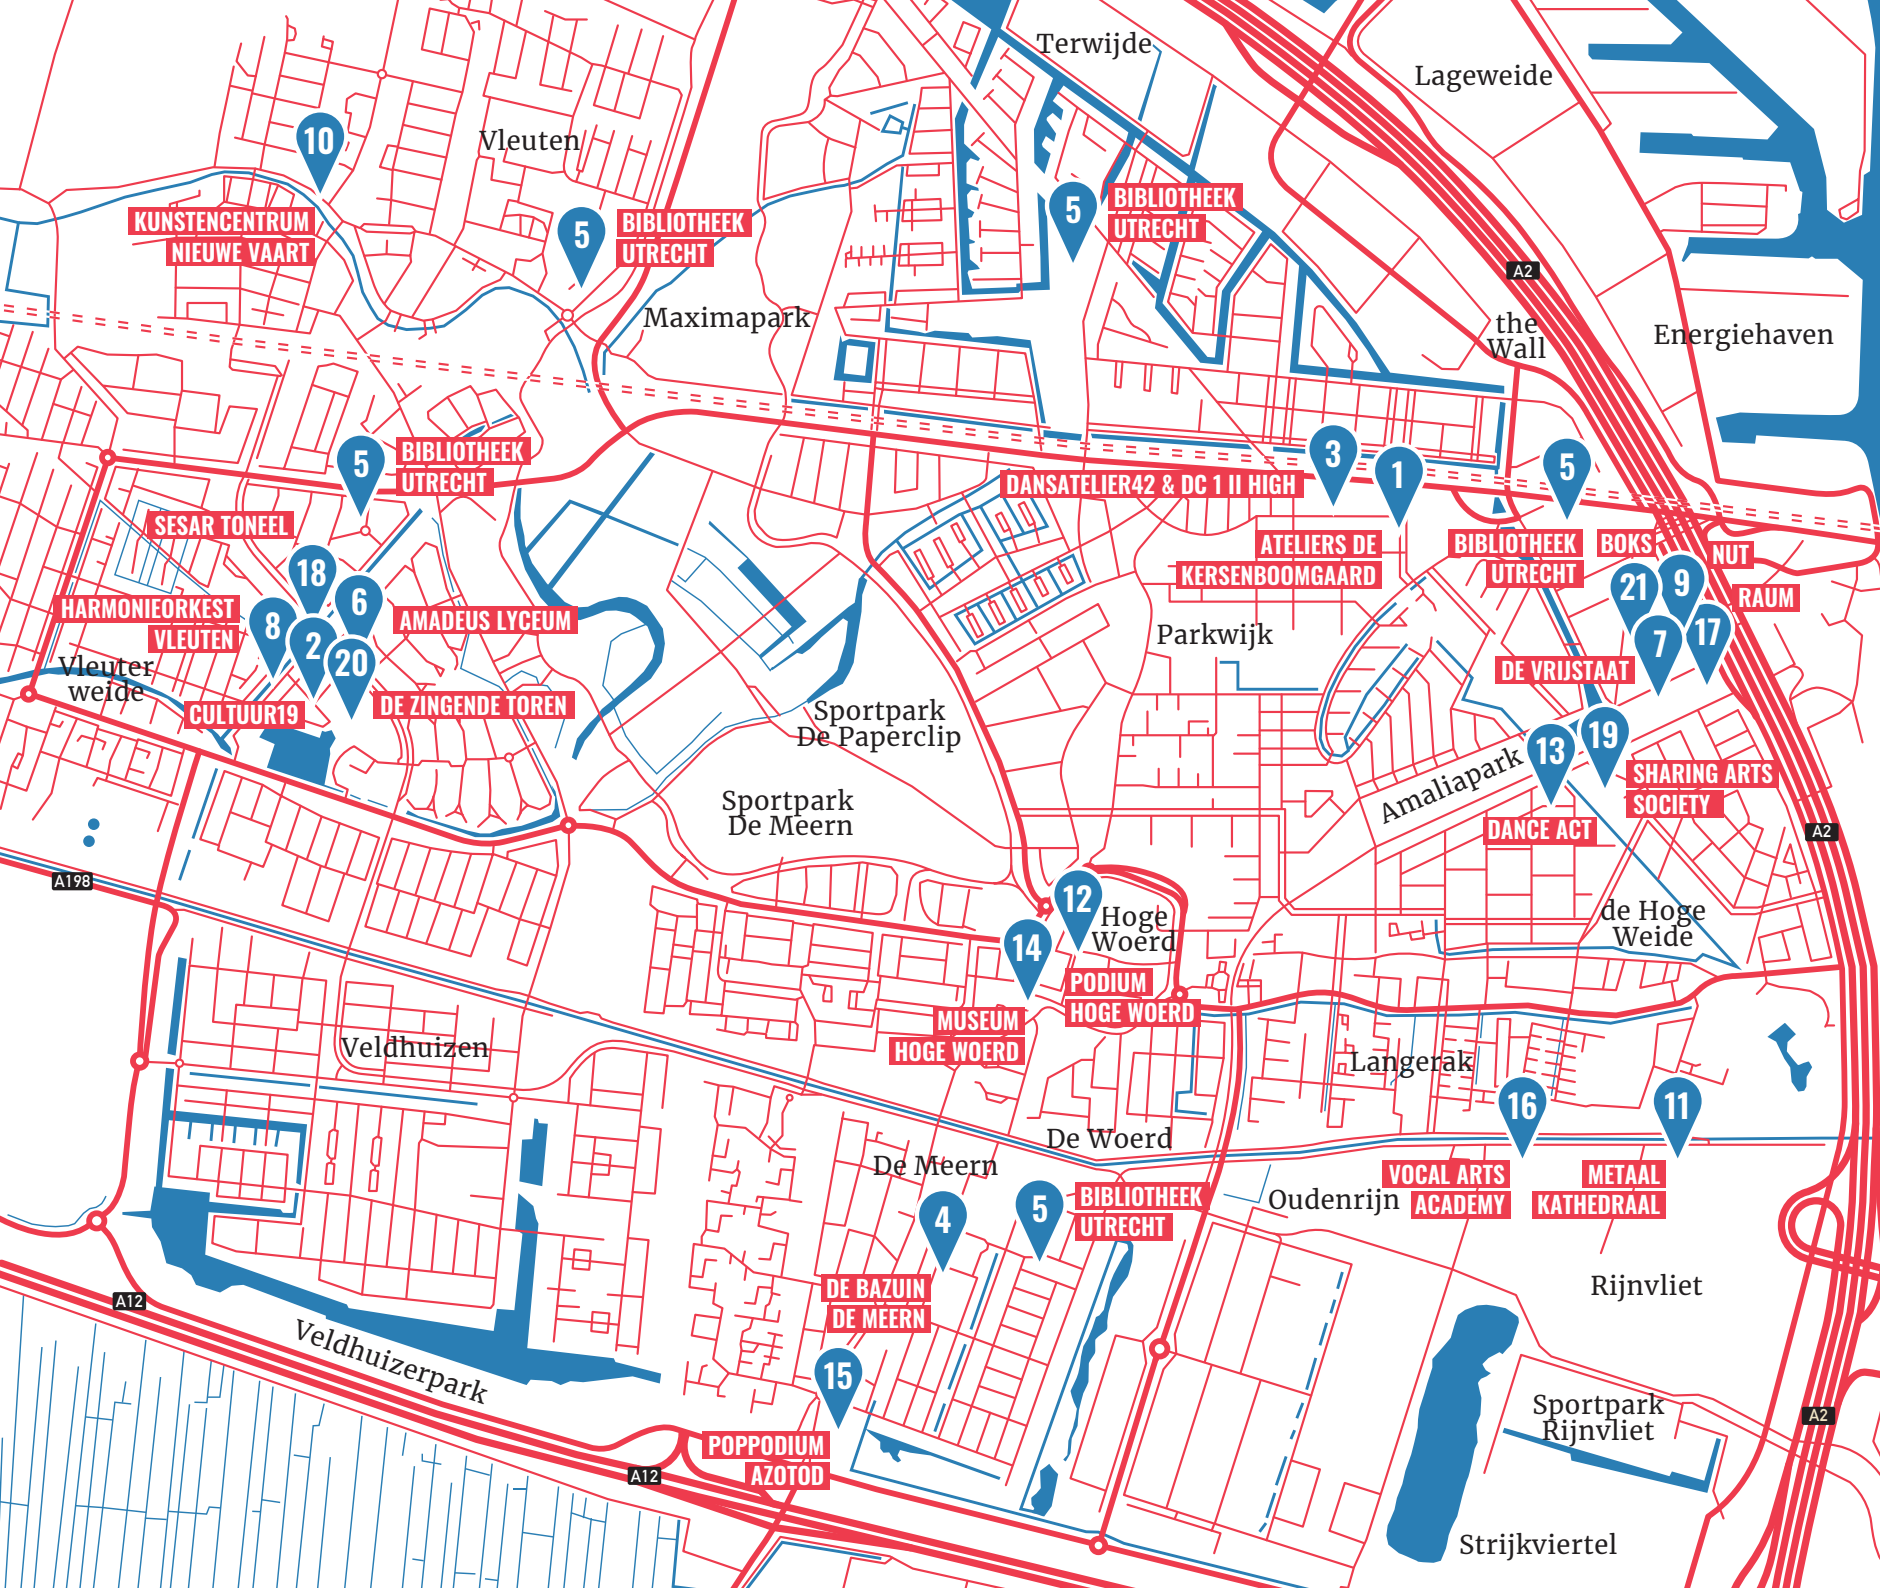 Terwijde
Lageweide
10
Vleuten
KUNSTENCENTRUM
NIEUWE VAART
5
BIBLIOTHEEK
UTRECHT
5
BIBLIOTHEEK
UTRECHT
A2
Maximapark
the
Wall
Energiehaven
5
BIBLIOTHEEK
UTRECHT
3
1
5
DANSATELIER42 & DC 1 II HIGH
SESAR TONEEL
ATELIERS DE
KERSENBOOMGAARD
BIBLIOTHEEK
UTRECHT
BOKS
NUT
18
6
21
9
RAUM
HARMONIEORKEST
VLEUTEN
8
2
20
AMADEUS LYCEUM
7
17
Parkwijk
Vleuter
weide
DE VRIJSTAAT
CULTUUR19
DE ZINGENDE TOREN
Sportpark
De Paperclip
13
19
Amaliapark
SHARING ARTS
SOCIETY
Sportpark
De Meern
DANCE ACT
A2
A198
12
Hoge
Woerd
14
de Hoge
Weide
PODIUM
HOGE WOERD
MUSEUM
HOGE WOERD
Veldhuizen
Langerak
16
11
De Woerd
De Meern
VOCAL ARTS
ACADEMY
METAAL
KATHEDRAAL
4
5
BIBLIOTHEEK
UTRECHT
Oudenrijn
DE BAZUIN
DE MEERN
Rijnvliet
A12
Veldhuizerpark
15
Sportpark
Rijnvliet
A2
POPPODIUM
AZOTOD
A12
Strijkviertel